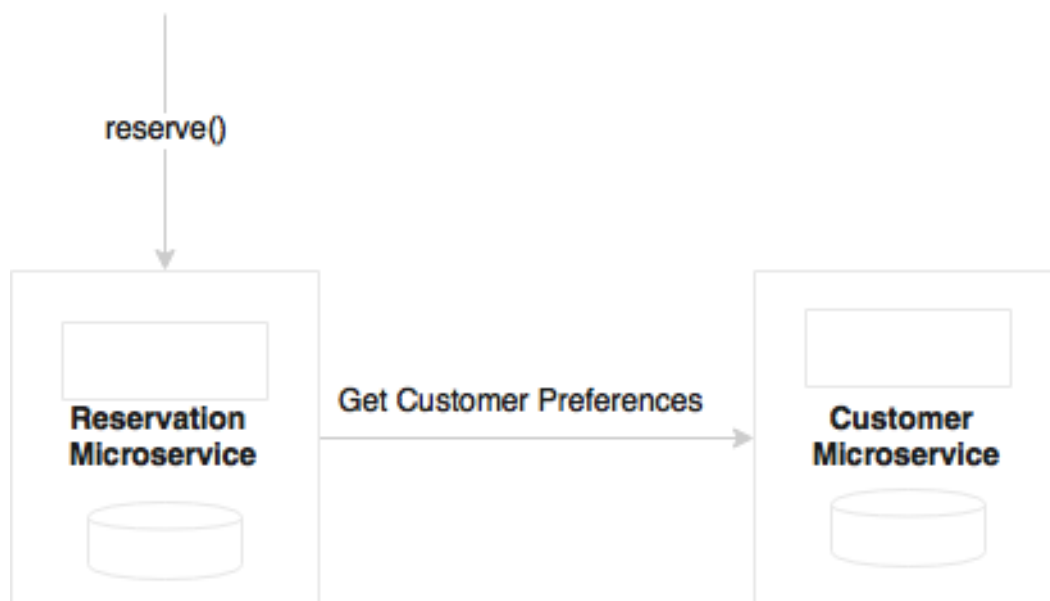 reserve()
Get Customer Preferences
Reservation
Microservice
Customer
Microservice